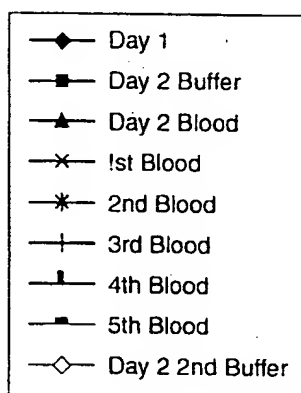 Day 1
Day 2 Buffer
Day 2 Blood
!st Blood
2nd Blood
3rd Blood
4th Blood
5th Blood
Day 2 2nd Buffer